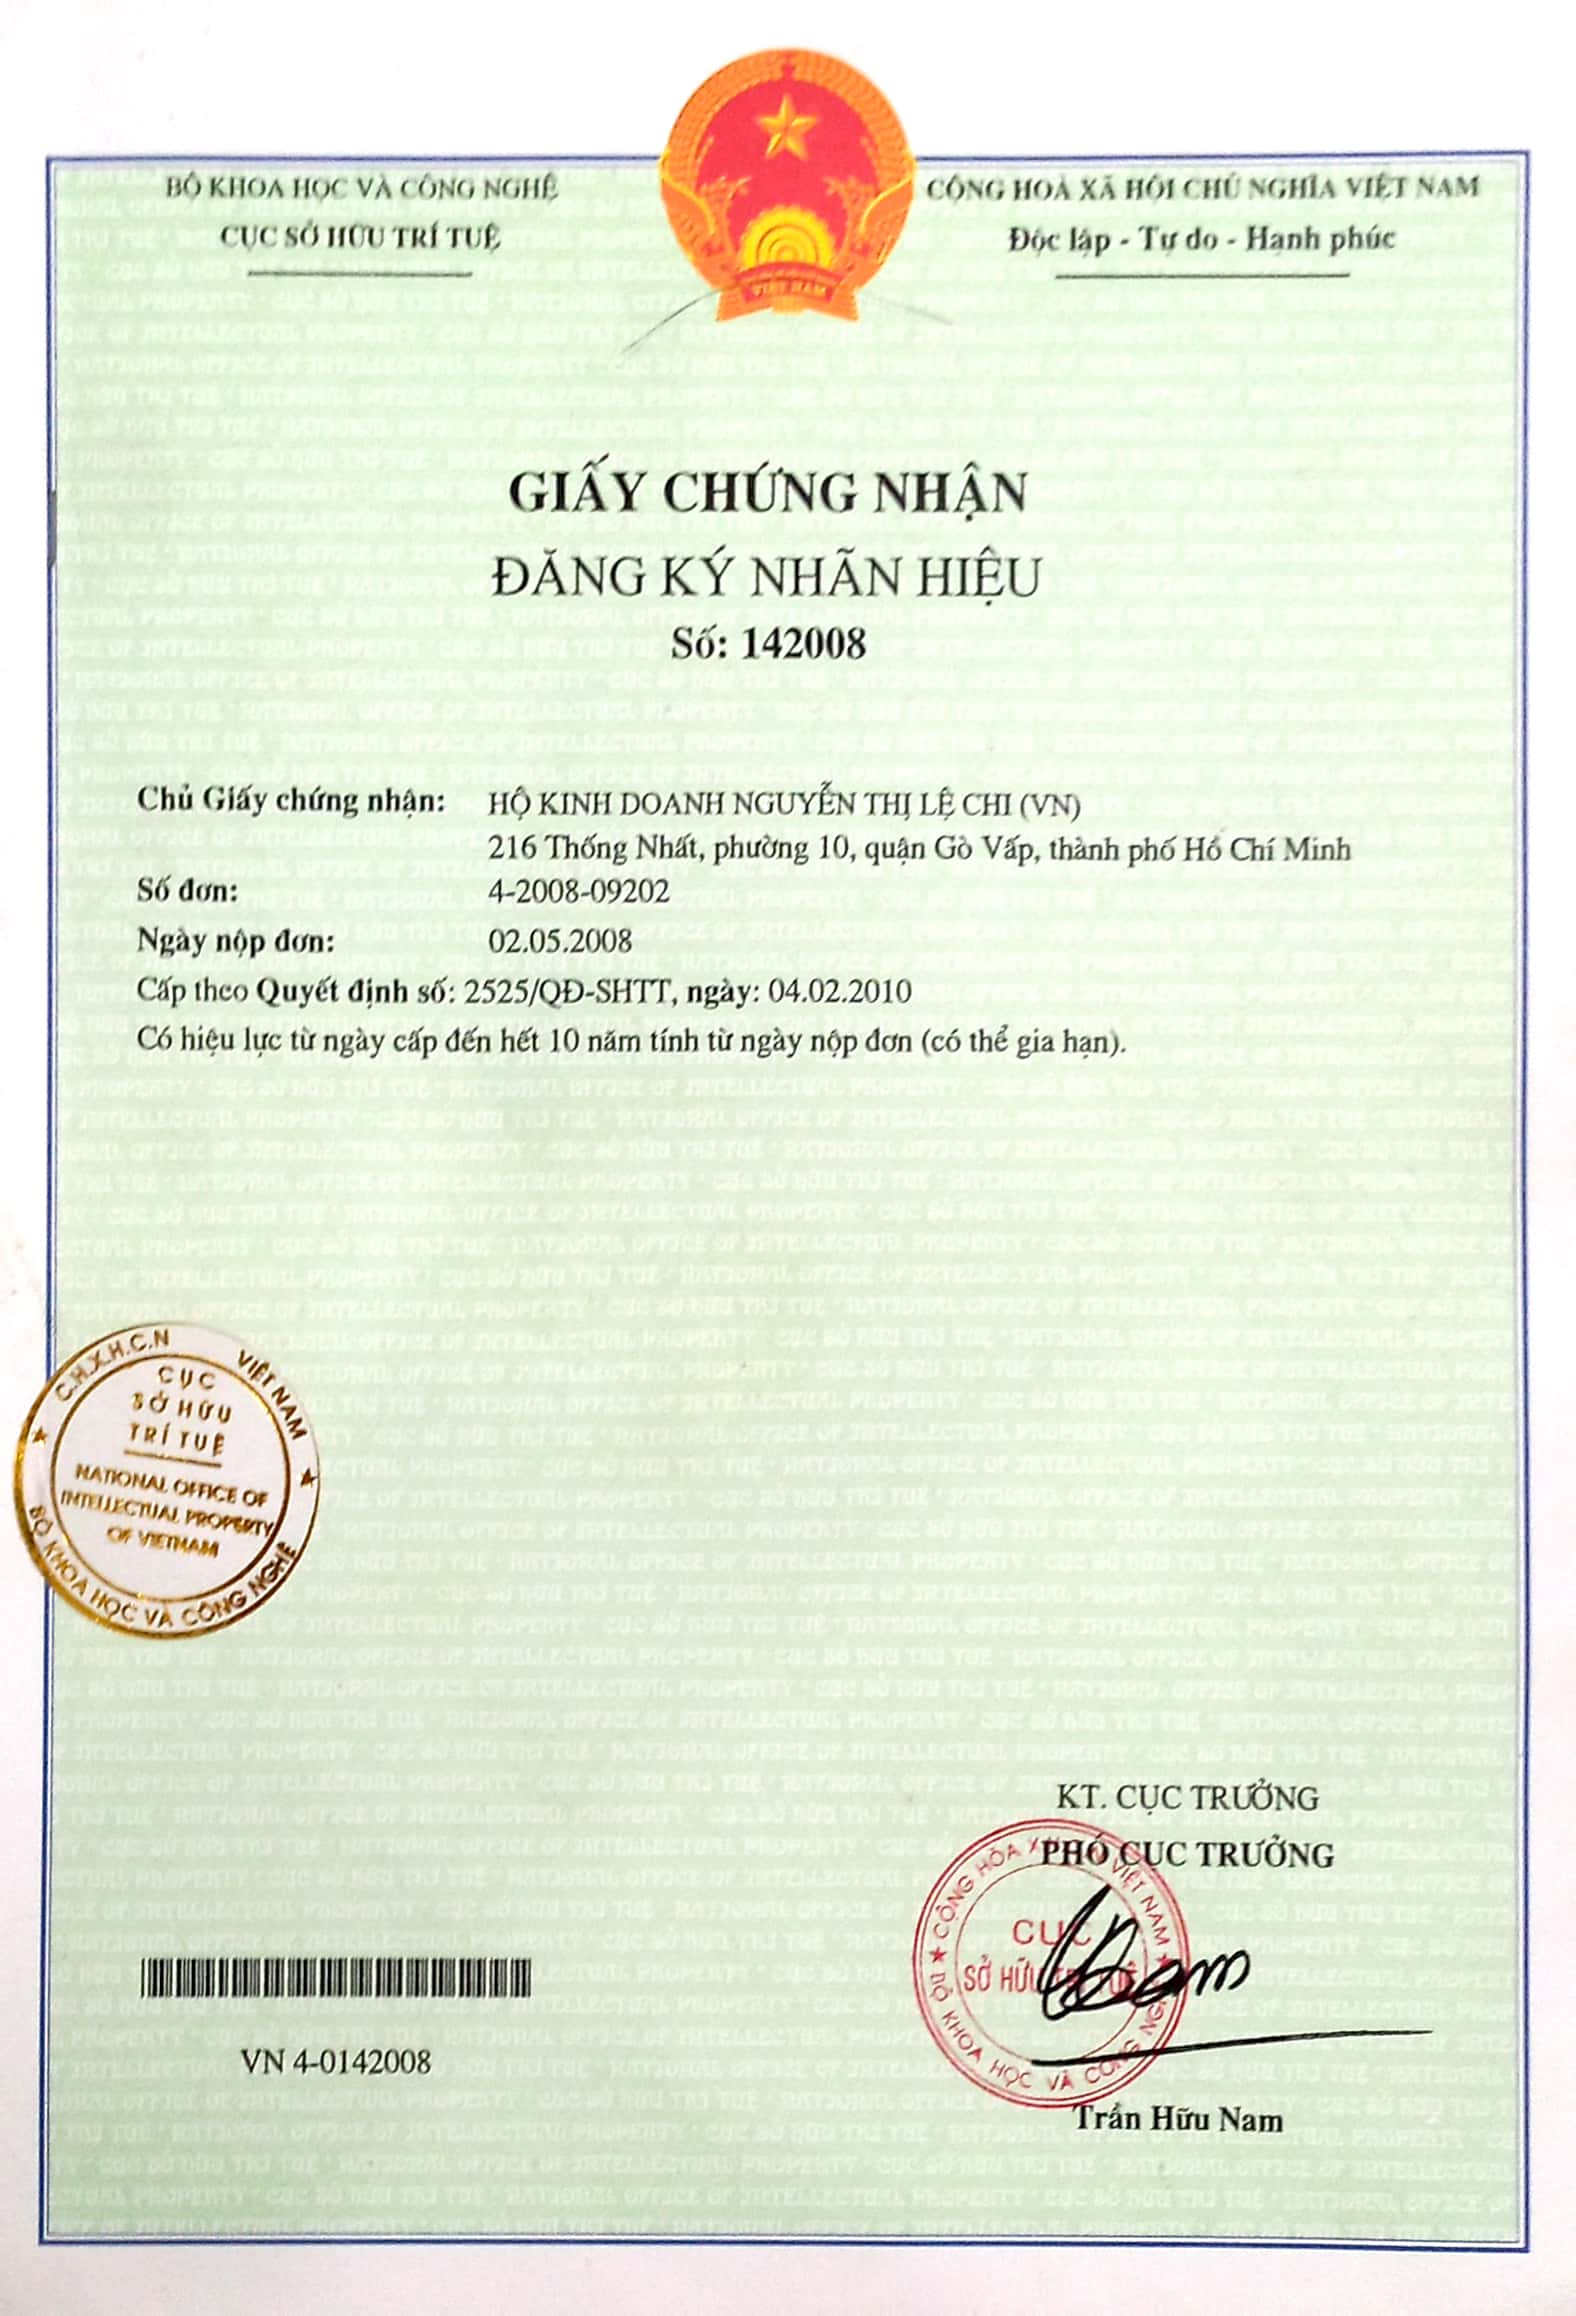 BỘ KHOA HỌC VÀ CÔNG NGHỆ
CỤC SỞ HỮU TRÍ TUỆ
CỘNG HOÀ XÃ HỘI CHỦ NGHĨA VIỆT NAM
Độc lập - Tự do - Hạnh phúc
VIỆT NAM
GIẤY CHỨNG NHẬN
ĐĂNG KÝ NHÃN HIỆU
Số: 142008
Chủ Giấy chứng nhận: HỘ KINH DOANH NGUYỄN THỊ LỆ CHI (VN)
216 Thống Nhất, phường 10, quận Gò Vấp, thành phố Hồ Chí Minh
Số đơn: 4-2008-09202
Ngày nộp đơn: 02.05.2008
Cấp theo Quyết định số: 2525/QĐ-SHTT, ngày: 04.02.2010
Có hiệu lực từ ngày cấp đến hết 10 năm tính từ ngày nộp đơn (có thể gia hạn).
C.H.X.H.C.N VIỆT NAM
CỤC
SỞ HỮU
TRÍ TUỆ
NATIONAL OFFICE OF
INTELLECTUAL PROPERTY
OF VIETNAM
BỘ KHOA HỌC VÀ CÔNG NGHỆ
KT. CỤC TRƯỞNG
PHÓ CỤC TRƯỞNG
CỘNG HÒA VIỆT NAM
CỤC
SỞ HỮU TRÍ TUỆ
BỘ KHOA HỌC VÀ CÔNG NGHỆ
VN 4-0142008
Trần Hữu Nam